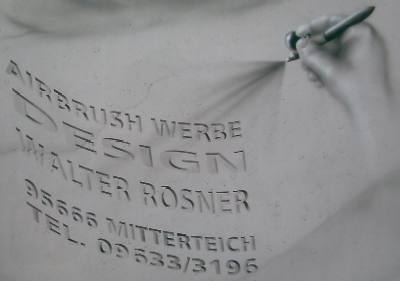 AIRBRUSH WERBE
DESIGN
WALTER ROSNER
95666 MITTERTEICH
TEL. 09633/3196